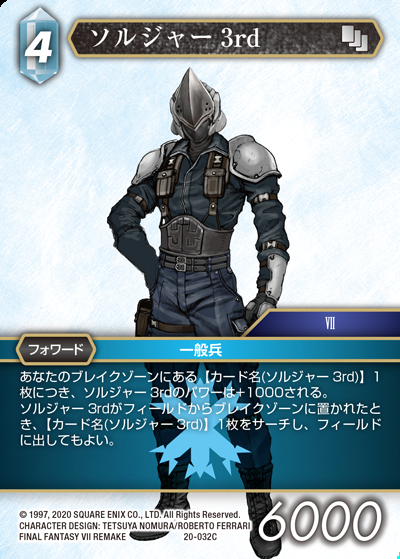 4
ソルジャー 3rd
VII
フォワード
一般兵
あなたのブレイクゾーンにある【カード名(ソルジャー 3rd)】1
枚につき、ソルジャー 3rdのパワーは+1000される。
ソルジャー 3rdがフィールドからブレイクゾーンに置かれたと
き、【カード名(ソルジャー 3rd)】1枚をサーチし、フィールド
に出してもよい。
© 1997, 2020 SQUARE ENIX CO., LTD. All Rights Reserved.
CHARACTER DESIGN: TETSUYA NOMURA/ROBERTO FERRARI
FINAL FANTASY VII REMAKE 20-032C
6000